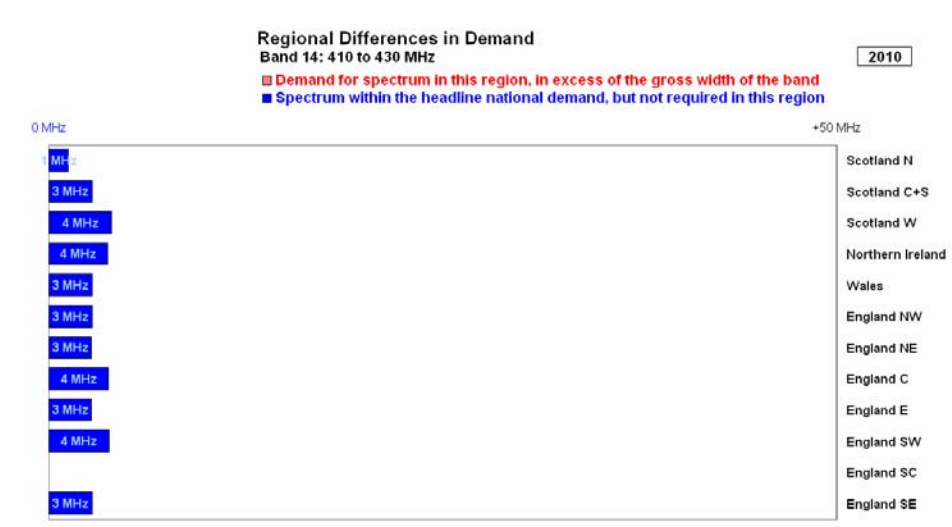 Regional Differences in Demand
Band 14: 410 to 430 MHz
2010
Demand for spectrum in this region, in excess of the gross width of the band
Spectrum within the headline national demand, but not required in this region
0 MHz +50 MHz
1 MHz Scotland N
3 MHz Scotland C+S
4 MHz Scotland W
4 MHz Northern Ireland
3 MHz Wales
3 MHz England NW
3 MHz England NE
4 MHz England C
3 MHz England E
4 MHz England SW
England SC
3 MHz England SE